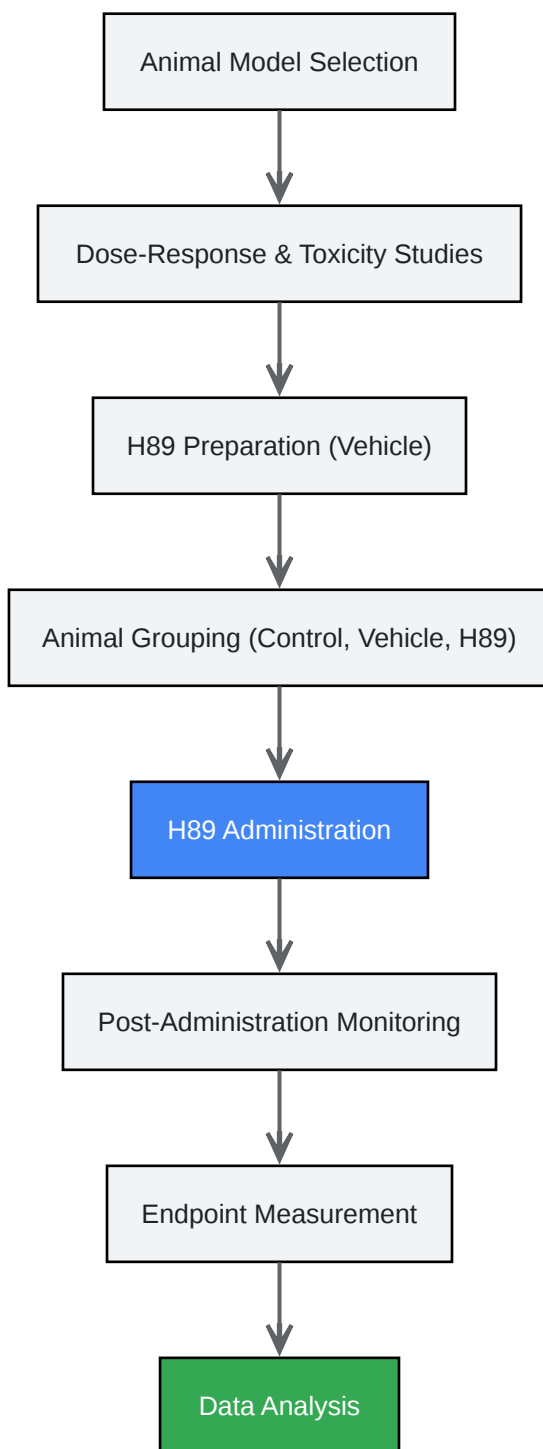 Animal Model Selection
Dose-Response & Toxicity Studies
H89 Preparation (Vehicle)
Animal Grouping (Control, Vehicle, H89)
H89 Administration
Post-Administration Monitoring
Endpoint Measurement
Data Analysis